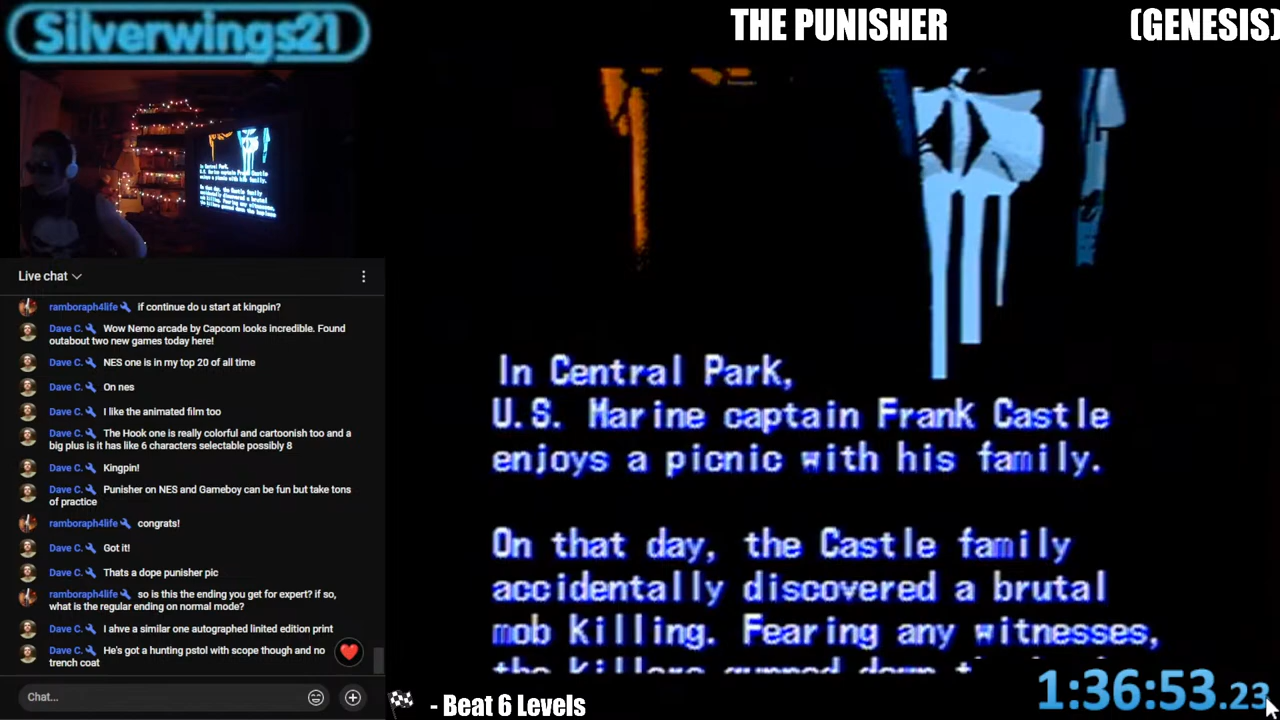 Silverwings21
THE PUNISHER (GENESIS)
In Central Park,
U.S. Marine captain Frank Castle
enjoys a picnic with his family.
On that day, the Castle family
accidentally discovered a brutal
mob killing. Fearing any witnesses,
the killers gunned down
Live chat
ramboraph4life if continue do u start at kingpin?
Dave C. Wow Nemo arcade by Capcom looks incredible. Found
outabout two new games today here!
Dave C. NES one is in my top 20 of all time
Dave C. On nes
Dave C. I like the animated film too
Dave C. The Hook one is really colorful and cartoonish too and a
big plus is it has like 6 characters selectable possibly 8
Dave C. Kingpin!
Dave C. Punisher on NES and Gameboy can be fun but take tons
of practice
ramboraph4life congrats!
Dave C. Got it!
Dave C. Thats a dope punisher pic
ramboraph4life so is this the ending you get for expert? if so,
what is the regular ending on normal mode?
Dave C. I ahve a similar one autographed limited edition print
Dave C. He's got a hunting pstol with scope though and no
trench coat
Chat...
- Beat 6 Levels
1:36:53.23